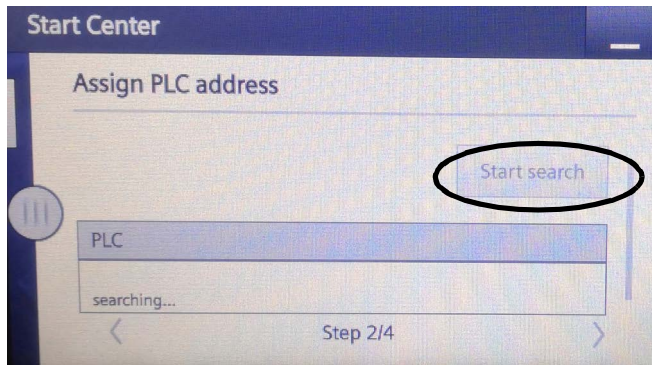 Start Center
Assign PLC address
Start search
PLC
searching...
Step 2/4